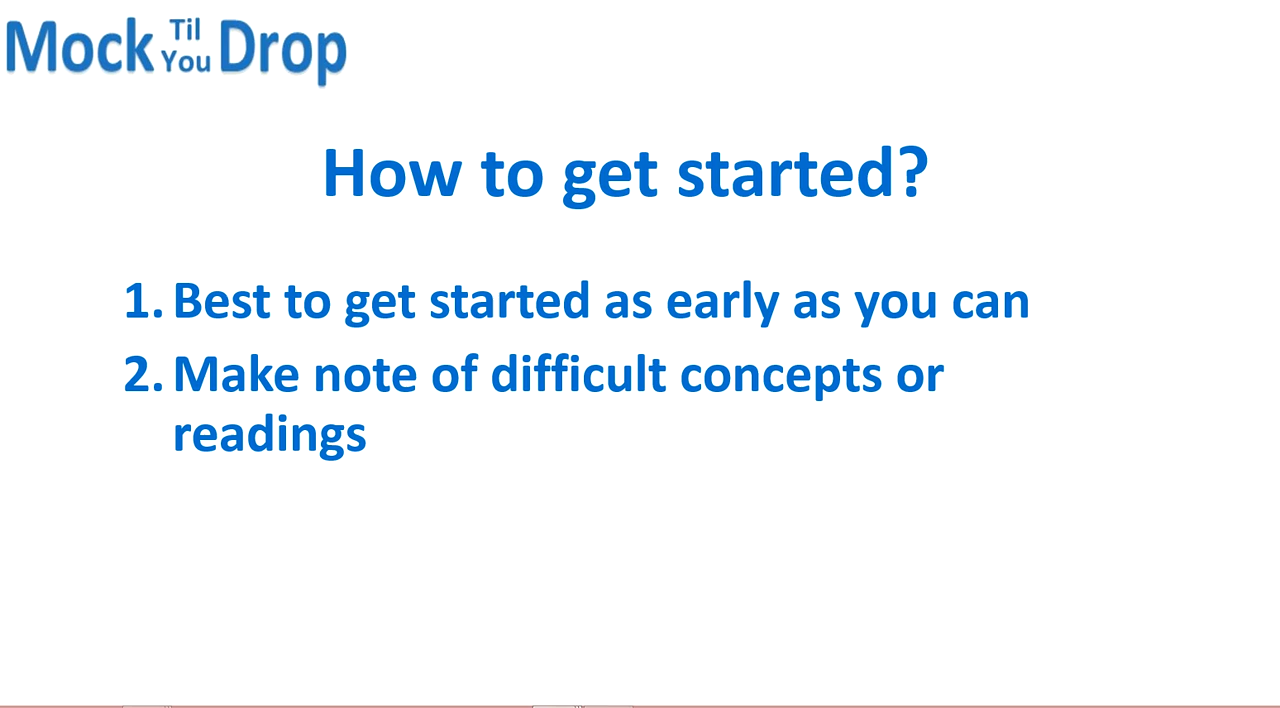 Mock Til You Drop
How to get started?
1. Best to get started as early as you can
2. Make note of difficult concepts or
readings